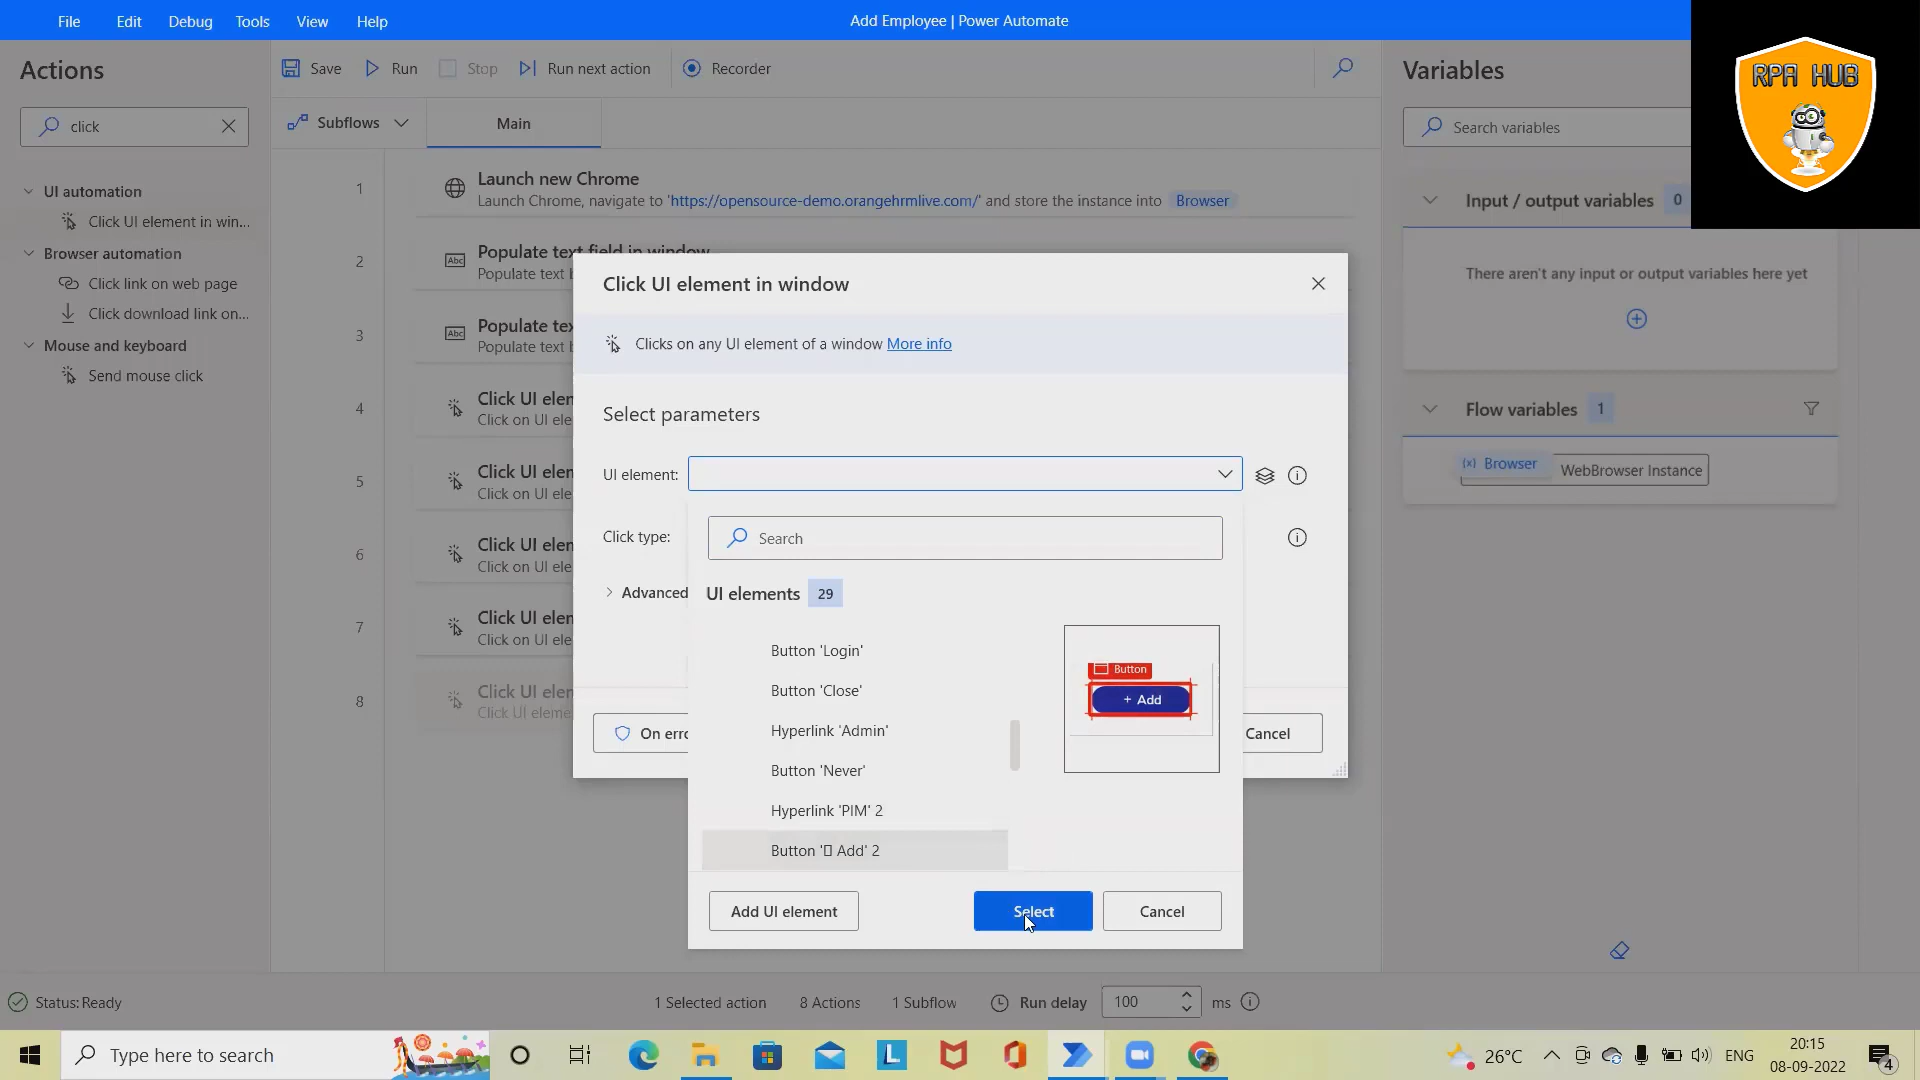 File Edit Debug Tools View Help
Add Employee | Power Automate
RPA HUB
Actions
click
UI automation
Click UI element in win...
Browser automation
Click link on web page
Click download link on...
Mouse and keyboard
Send mouse click
Save Run Stop Run next action Recorder
Subflows
Main
1
Launch new Chrome
Launch Chrome, navigate to 'https://opensource-demo.orangehrmlive.com/' and store the instance into Browser
2
Abc
Populate text field in window
Populate text b
3
Abc
Populate tex
Populate text b
4
Click UI elen
Click on UI ele
5
Click UI elen
Click on UI ele
6
Click UI elen
Click on UI ele
7
Click UI elen
Click on UI ele
8
Click UI elen
Click UI eleme
Click UI element in window
Clicks on any UI element of a window More info
Select parameters
UI element:
Click type:
Advanced
On erro
Cancel
Search
UI elements 29
Button 'Login'
Button 'Close'
Hyperlink 'Admin'
Button 'Never'
Hyperlink 'PIM' 2
Button '▯ Add' 2
Button
+ Add
Add UI element
Select
Cancel
Variables
Search variables
Input / output variables 0
There aren't any input or output variables here yet
Flow variables 1
(x) Browser WebBrowser Instance
Status: Ready
1 Selected action 8 Actions 1 Subflow Run delay 100 ms
Type here to search
26°C
ENG
20:15
08-09-2022
4